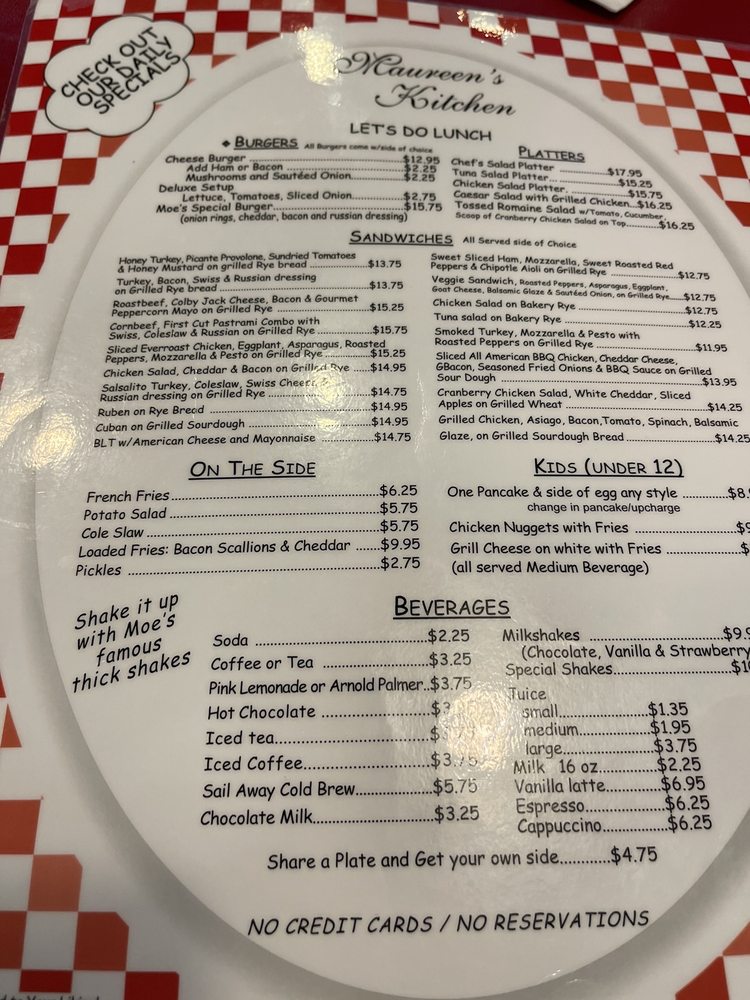 CHECK OUT
OUR DAILY
SPECIALS
Maureen's
Kitchen
LET'S DO LUNCH
❖ BURGERS All Burgers come w/side of choice
Cheese Burger ........ $12.95
Add Ham or Bacon ........ $2.25
Mushrooms and Sautéed Onion ........ $2.25
Deluxe Setup
Lettuce, Tomatoes, Sliced Onion ........ $2.75
Moe's Special Burger ........ $15.75
(onion rings, cheddar, bacon and russian dressing)
PLATTERS
Chef's Salad Platter ........ $17.95
Tuna Salad Platter ........ $15.25
Chicken Salad Platter. ........ $15.75
Caesar Salad with Grilled Chicken...$16.25
Tossed Romaine Salad w/Tomato, Cucumber,
Scoop of Cranberry Chicken Salad on Top ........ $16.25
SANDWICHES All Served side of Choice
Honey Turkey, Picante Provolone, Sundried Tomatoes
& Honey Mustard on grilled Rye bread ........ $13.75
Turkey, Bacon, Swiss & Russian dressing
on Grilled Rye bread ........ $13.75
Roastbeef, Colby Jack Cheese, Bacon & Gourmet
Peppercorn Mayo on Grilled Rye ........ $15.25
Cornbeef, First Cut Pastrami Combo with
Swiss, Coleslaw & Russian on Grilled Rye ........ $15.75
Sliced Everroast Chicken, Eggplant, Asparagus, Roasted
Peppers, Mozzarella & Pesto on Grilled Rye ........ $15.25
Chicken Salad, Cheddar & Bacon on Grilled Rye ........ $14.95
Salsalito Turkey, Coleslaw, Swiss Cheese &
Russian dressing on Grilled Rye ........ $14.75
Ruben on Rye Bread ........ $14.95
Cuban on Grilled Sourdough ........ $14.95
BLT w/American Cheese and Mayonnaise ........ $14.75
Sweet Sliced Ham, Mozzarella, Sweet Roasted Red
Peppers & Chipotle Aioli on Grilled Rye ........ $12.75
Veggie Sandwich, Roasted Peppers, Asparagus, Eggplant,
Goat Cheese, Balsamic Glaze & Sautéed Onion, on Grilled Rye ........ $12.75
Chicken Salad on Bakery Rye ........ $12.75
Tuna salad on Bakery Rye ........ $12.25
Smoked Turkey, Mozzarella & Pesto with
Roasted Peppers on Grilled Rye ........ $11.95
Sliced All American BBQ Chicken, Cheddar Cheese,
GBacon, Seasoned Fried Onions & BBQ Sauce on Grilled
Sour Dough ........ $13.95
Cranberry Chicken Salad, White Cheddar, Sliced
Apples on Grilled Wheat ........ $14.25
Grilled Chicken, Asiago, Bacon,Tomato, Spinach, Balsamic
Glaze, on Grilled Sourdough Bread ........ $14.25
ON THE SIDE
French Fries ........ $6.25
Potato Salad ........ $5.75
Cole Slaw ........ $5.75
Loaded Fries: Bacon Scallions & Cheddar ........ $9.95
Pickles ........ $2.75
KIDS (UNDER 12)
One Pancake & side of egg any style ........ $8.
change in pancake/upcharge
Chicken Nuggets with Fries ........ $9
Grill Cheese on white with Fries ........ $
(all served Medium Beverage)
Shake it up
with Moe's
famous
thick shakes
BEVERAGES
Soda ........ $2.25
Coffee or Tea ........ $3.25
Pink Lemonade or Arnold Palmer..$3.75
Hot Chocolate ........ $3
Iced tea ........ $
Iced Coffee ........ $3.75
Sail Away Cold Brew ........ $5.75
Chocolate Milk ........ $3.25
Milkshakes ........ $9.9
(Chocolate, Vanilla & Strawberry
Special Shakes ........ $1
Juice
small ........ $1.35
medium ........ $1.95
large ........ $3.75
Milk 16 oz ........ $2.25
Vanilla latte ........ $6.95
Espresso ........ $6.25
Cappuccino ........ $6.25
Share a Plate and Get your own side ........ $4.75
NO CREDIT CARDS / NO RESERVATIONS